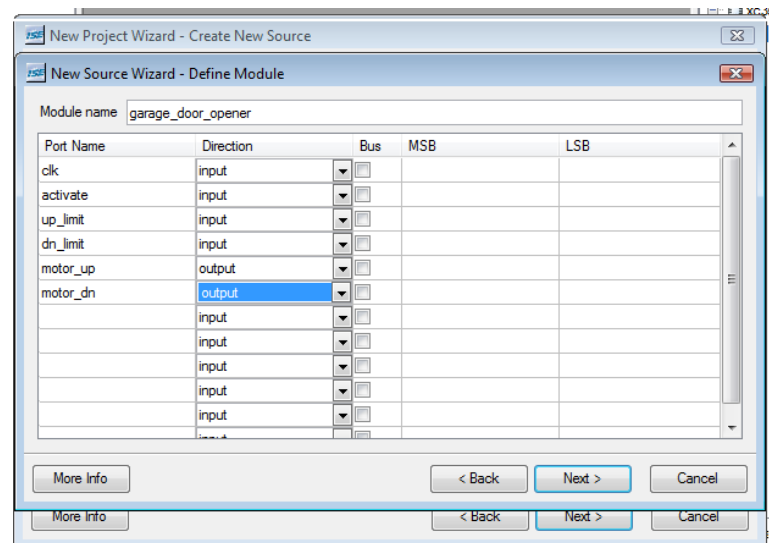 New Project Wizard - Create New Source
ISE New Source Wizard - Define Module
Module name garage_door_opener
Port Name Direction Bus MSB LSB
clk input
activate input
up_limit input
dn_limit input
motor_up output
motor_dn output
input
input
input
input
input
More Info < Back Next > Cancel
More Info < Back Next > Cancel